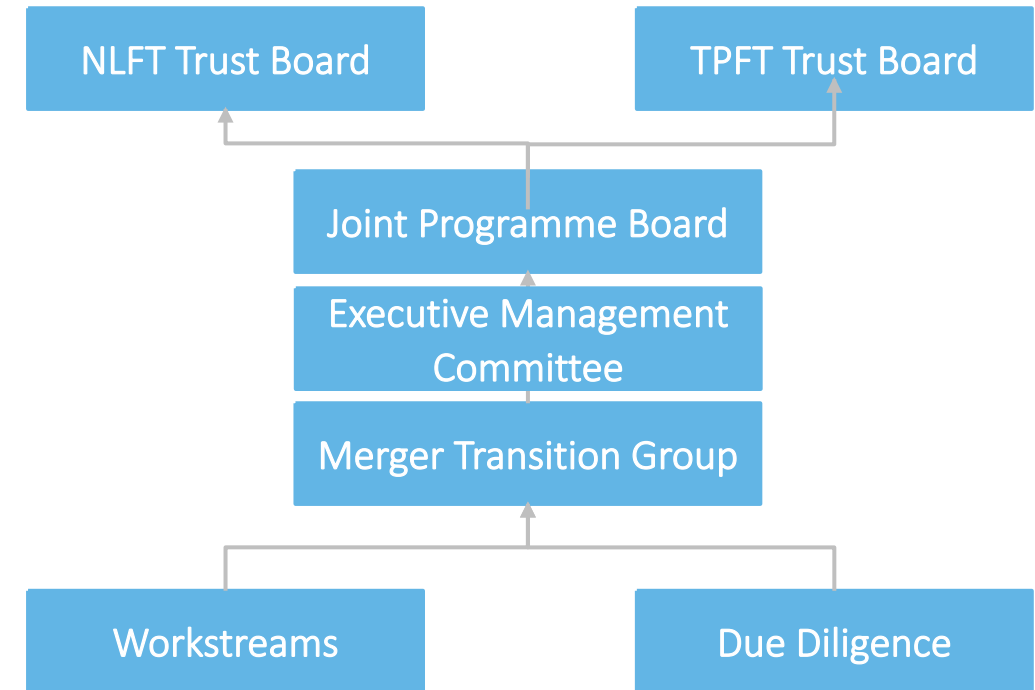 NLFT Trust Board
TPFT Trust Board
Joint Programme Board
Executive Management
Committee
Merger Transition Group
Workstreams
Due Diligence